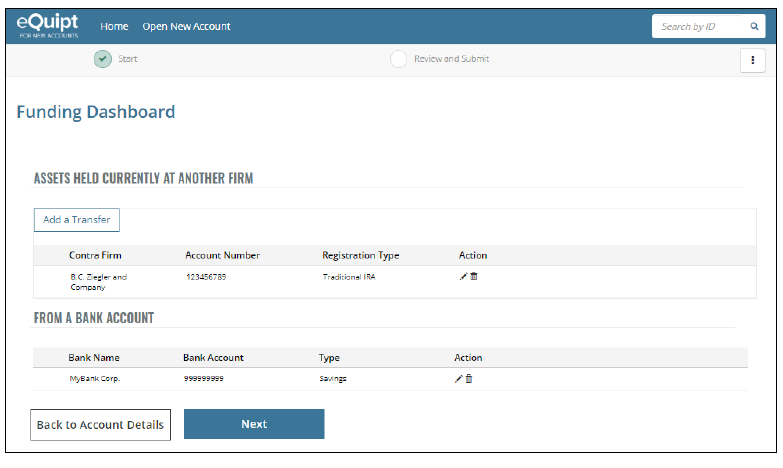 eQuipt
FOR NEW ACCOUNTS
Home Open New Account
Search by ID
Start
Review and Submit
Funding Dashboard
ASSETS HELD CURRENTLY AT ANOTHER FIRM
Add a Transfer
Contra Firm Account Number Registration Type Action
B.C. Ziegler and 123456789 Traditional IRA
Company
FROM A BANK ACCOUNT
Bank Name Bank Account Type Action
MyBank Corp. 999999999 Savings
Back to Account Details Next